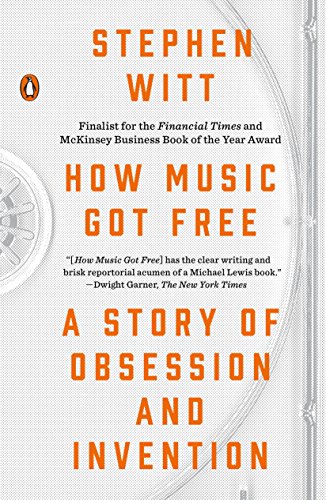 STEPHEN
WITT
Finalist for the Financial Times and
McKinsey Business Book of the Year Award
HOW MUSIC
GOT FREE
“[How Music Got Free] has the clear writing and
brisk reportorial acumen of a Michael Lewis book.”
—Dwight Garner, The New York Times
A STORY OF
OBSESSION
AND
INVENTION